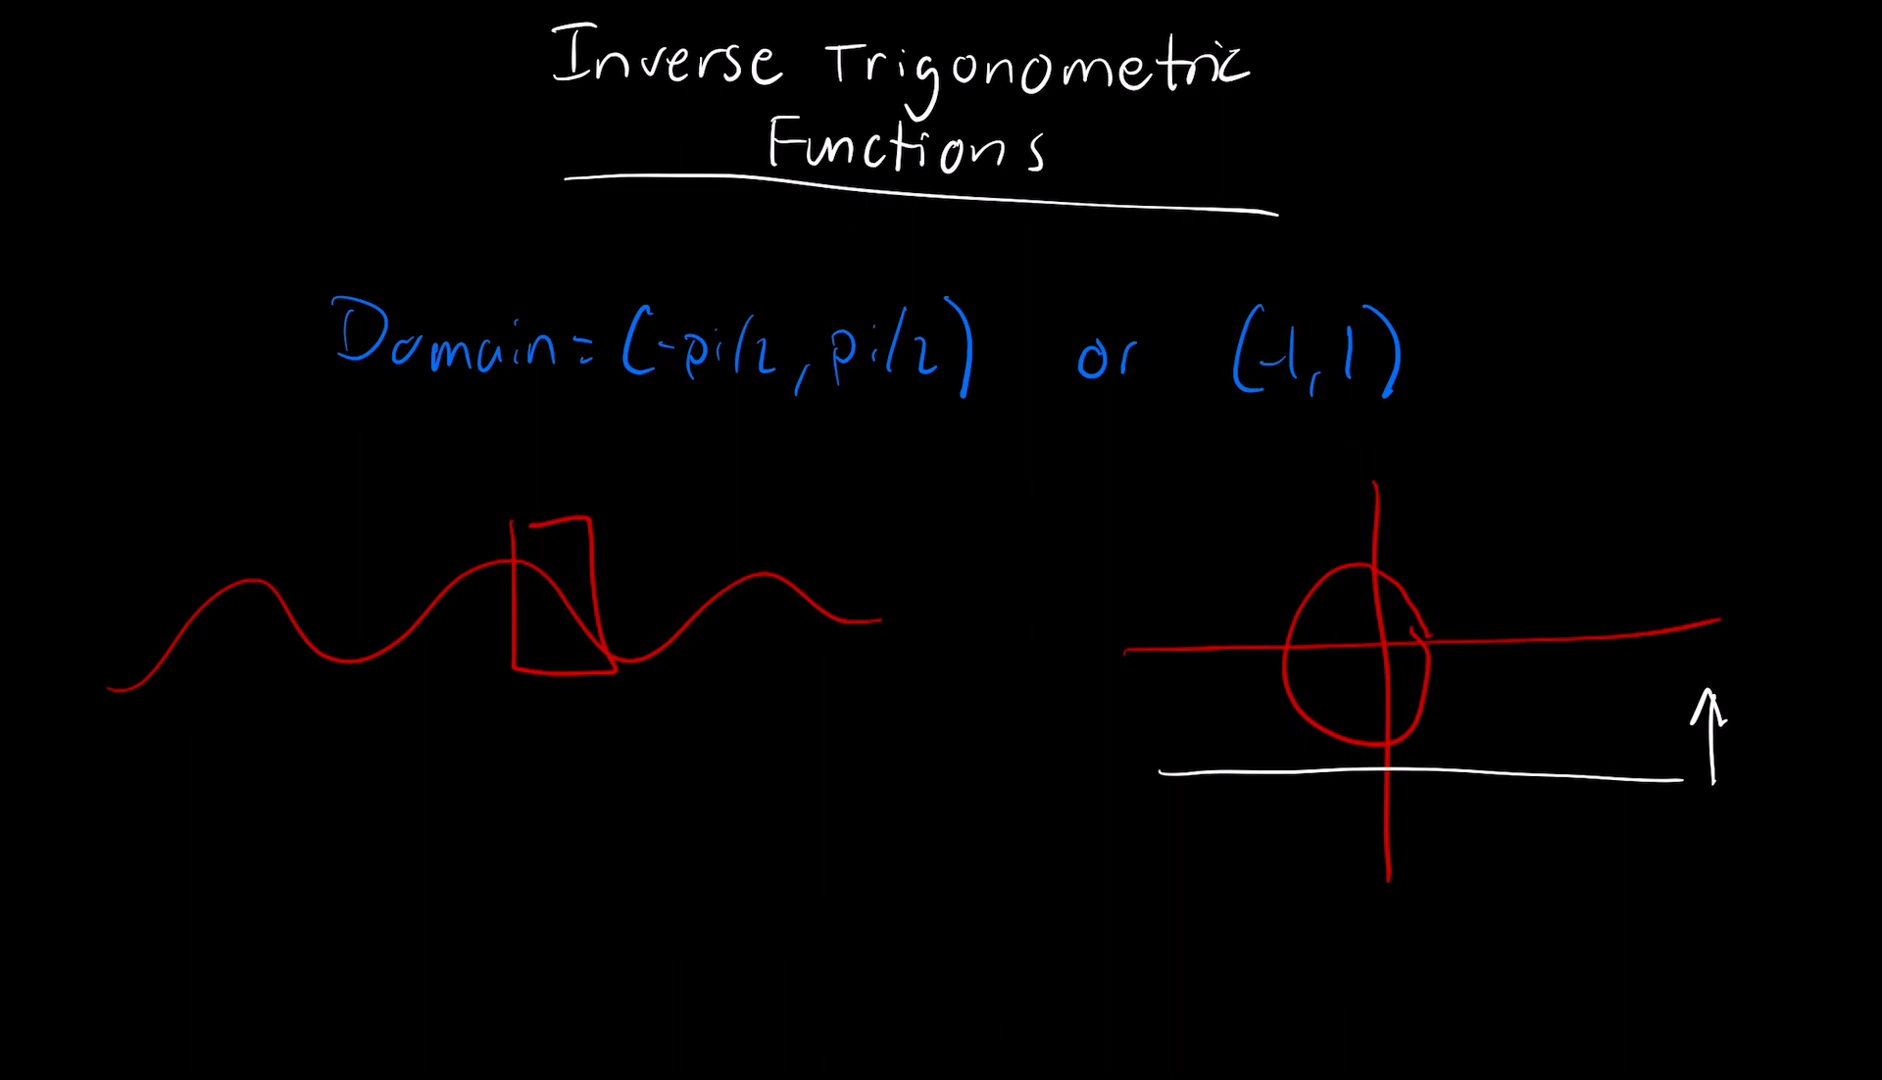 Inverse Trigonometric
Functions
Domain = (-pi/2, pi/2) or (-1, 1)